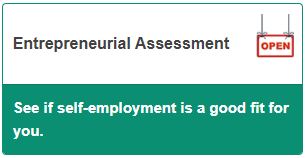 Entrepreneurial Assessment
OPEN
See if self-employment is a good fit for
you.